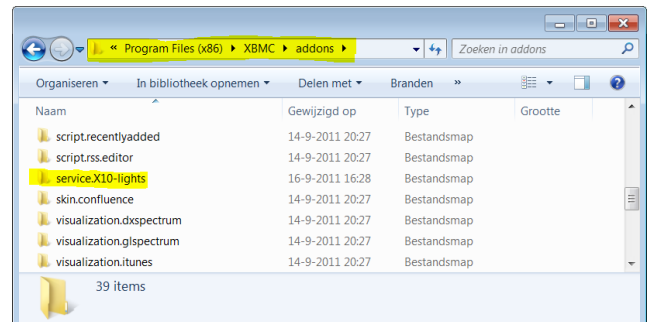 « Program Files (x86) ▸ XBMC ▸ addons ▸ Zoeken in addons
Organiseren ▾ In bibliotheek opnemen ▾ Delen met ▾ Branden »
Naam Gewijzigd op Type Grootte
script.recentlyadded 14-9-2011 20:27 Bestandsmap
script.rss.editor 14-9-2011 20:27 Bestandsmap
service.X10-lights 16-9-2011 16:28 Bestandsmap
skin.confluence 14-9-2011 20:27 Bestandsmap
visualization.dxspectrum 14-9-2011 20:27 Bestandsmap
visualization.glspectrum 14-9-2011 20:27 Bestandsmap
visualization.itunes 14-9-2011 20:27 Bestandsmap
39 items